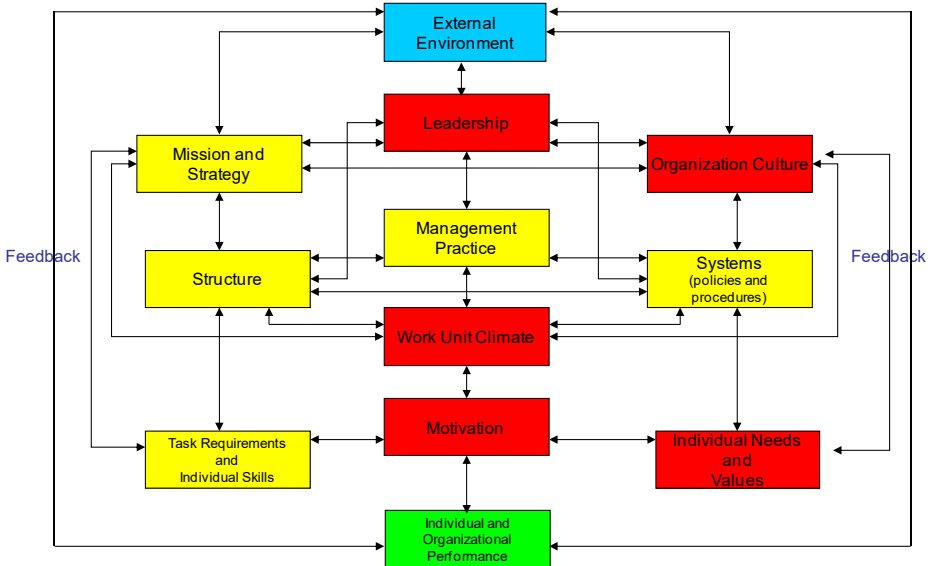 External
Environment
Leadership
Mission and
Strategy
Organization Culture
Management
Practice
Feedback
Feedback
Structure
Systems
(policies and
procedures)
Work Unit Climate
Motivation
Task Requirements
and
Individual Skills
Individual Needs
and
Values
Individual and
Organizational
Performance